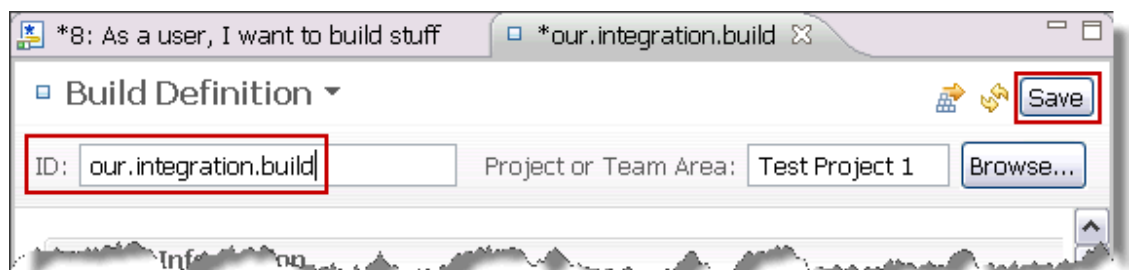 *8: As a user, I want to build stuff
*our.integration.build
Build Definition
Save
ID: our.integration.build
Project or Team Area: Test Project 1 Browse...